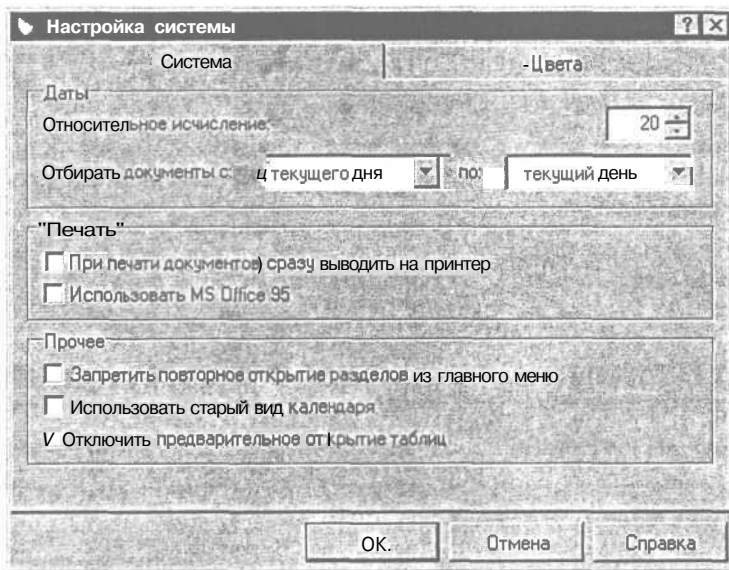 Настройка системы
Система
-Цвета
Даты
Относительное исчисление:
20
Отбирать документы с: ц текущего дня по: текущий день
"Печать"
При печати документов) сразу выводить на принтер
Использовать MS Office 95
Прочее
Запретить повторное открытие разделов из главного меню
Использовать старый вид календаря
V Отключить предварительное открытие таблиц
OK.
Отмена
Справка